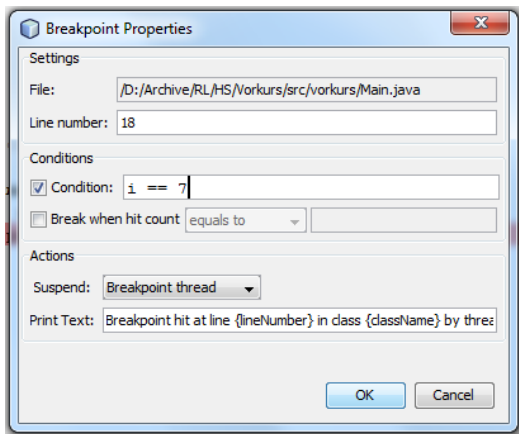 Breakpoint Properties
Settings
File: /D:/Archive/RL/HS/Vorkurs/src/vorkurs/Main.java
Line number: 18
Conditions
Condition: i == 7
Break when hit count equals to
Actions
Suspend: Breakpoint thread
Print Text: Breakpoint hit at line {lineNumber} in class {className} by threa
OK Cancel